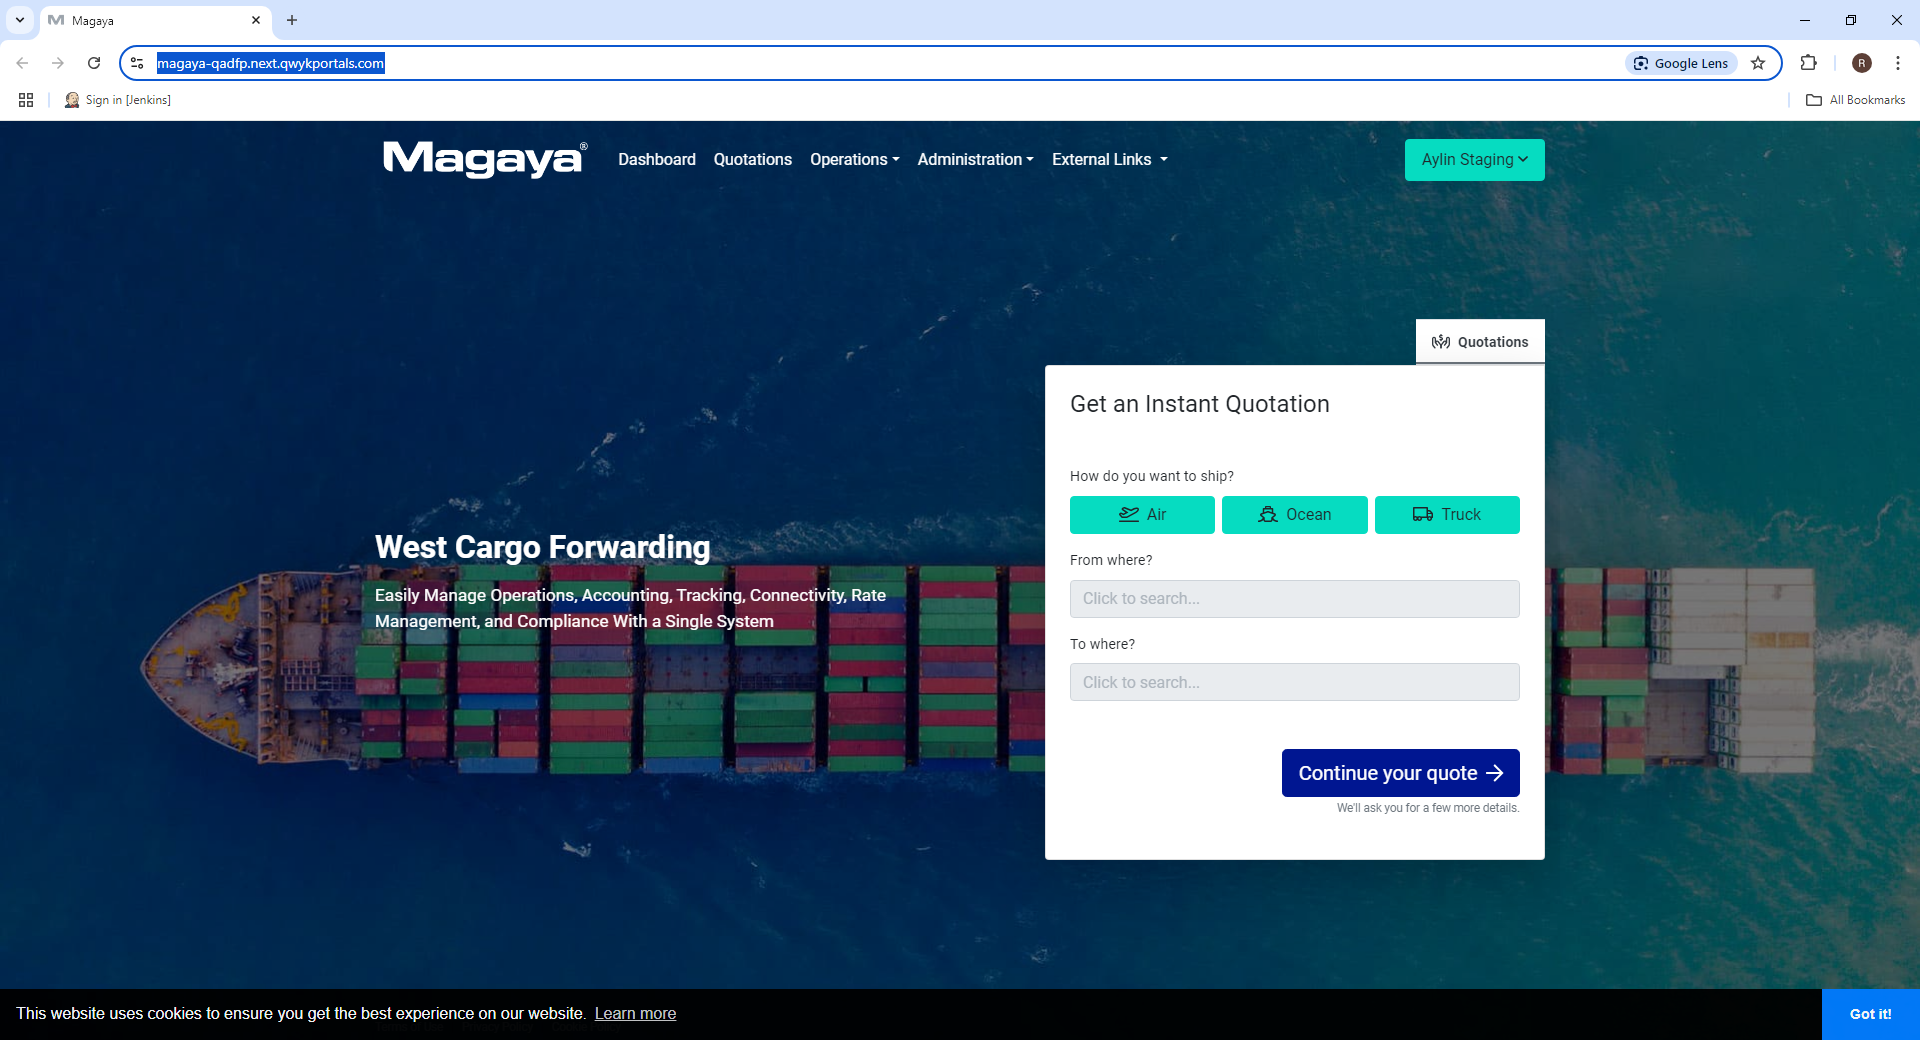 Magaya
magaya-qadfp.next.qwykportals.com
Google Lens
R
Sign in [Jenkins]
All Bookmarks
Magaya®
Dashboard
Quotations
Operations
Administration
External Links
Aylin Staging
Quotations
Get an Instant Quotation
How do you want to ship?
Air
Ocean
Truck
From where?
Click to search...
To where?
Click to search...
Continue your quote
We'll ask you for a few more details.
West Cargo Forwarding
Easily Manage Operations, Accounting, Tracking, Connectivity, Rate
Management, and Compliance With a Single System
This website uses cookies to ensure you get the best experience on our website. Learn more
Got it!